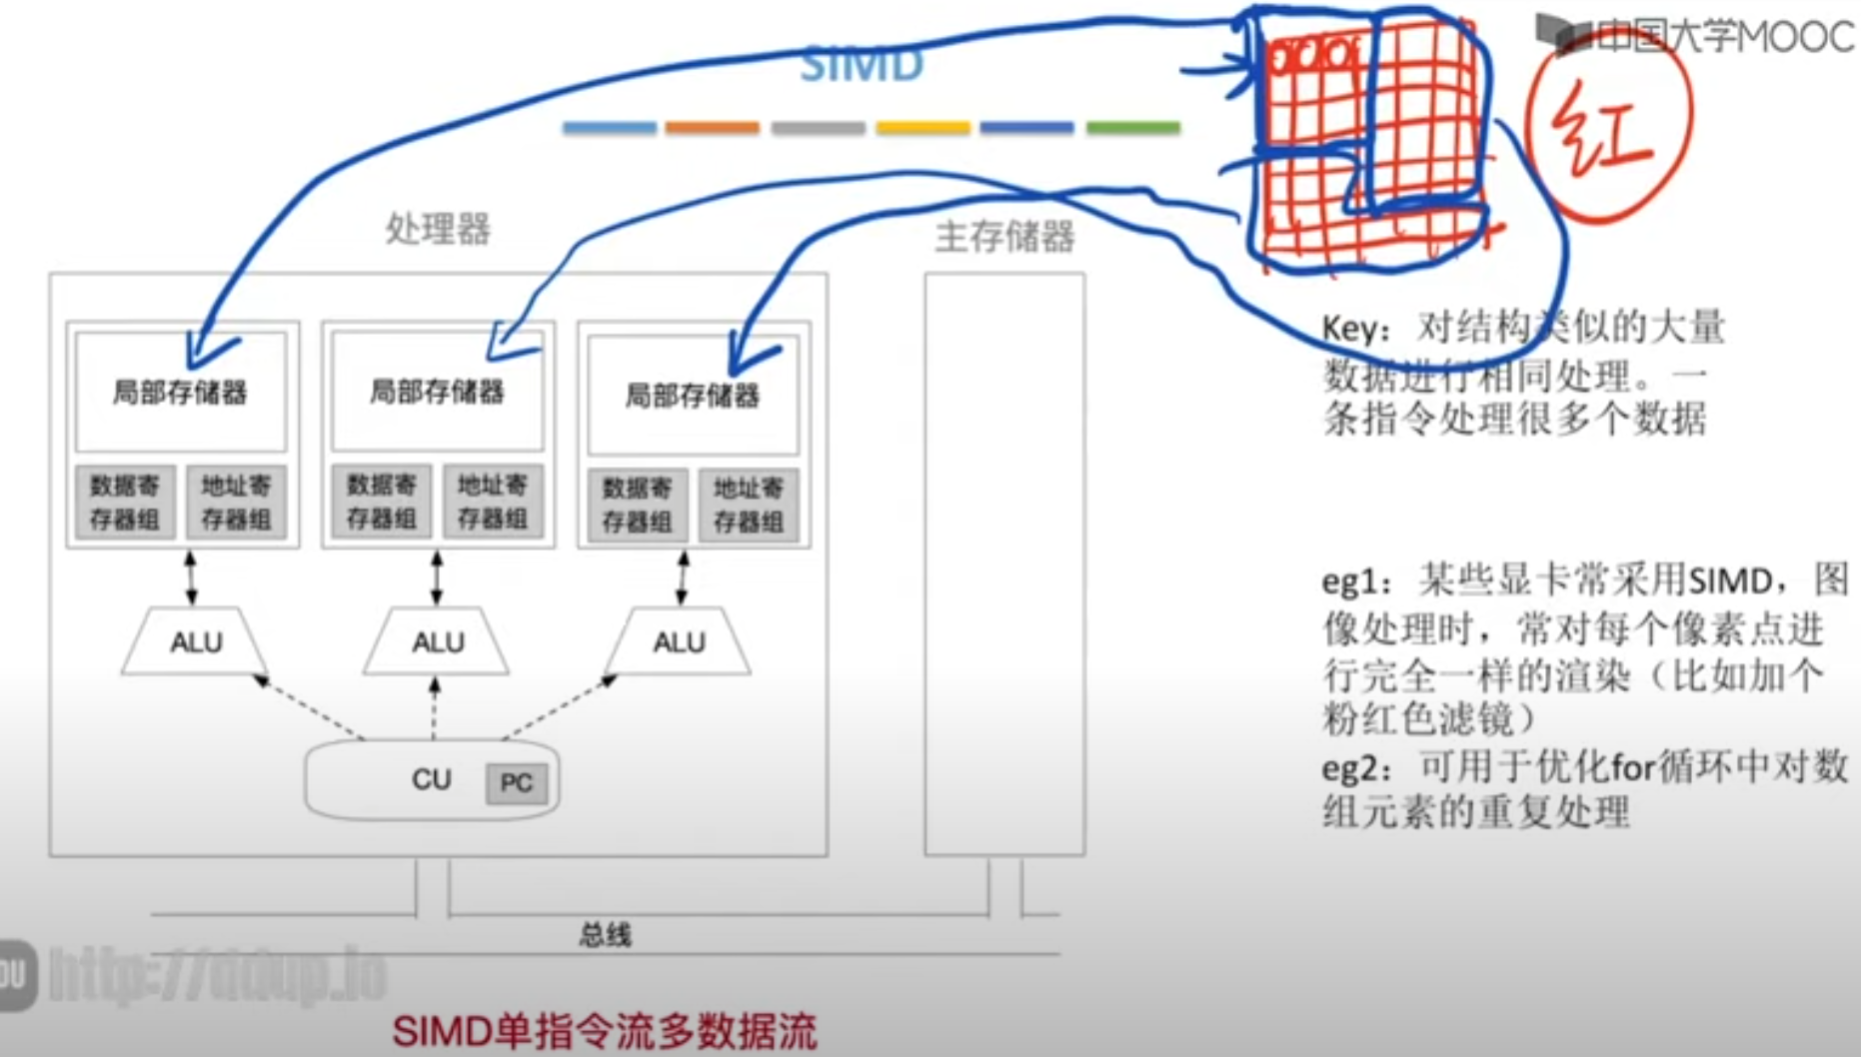 中国大学MOOC
SIMD
红
处理器
主存储器
局部存储器
局部存储器
局部存储器
数据寄
存器组
地址寄
存器组
数据寄
存器组
地址寄
存器组
数据寄
存器组
地址寄
存器组
ALU
ALU
ALU
CU
PC
总线
Key：对结构类似的大量
数据进行相同处理。一
条指令处理很多个数据
eg1：某些显卡常采用SIMD，图
像处理时，常对每个像素点进
行完全一样的渲染（比如加个
粉红色滤镜）
eg2：可用于优化for循环中对数
组元素的重复处理
http://ddup.io
SIMD单指令流多数据流